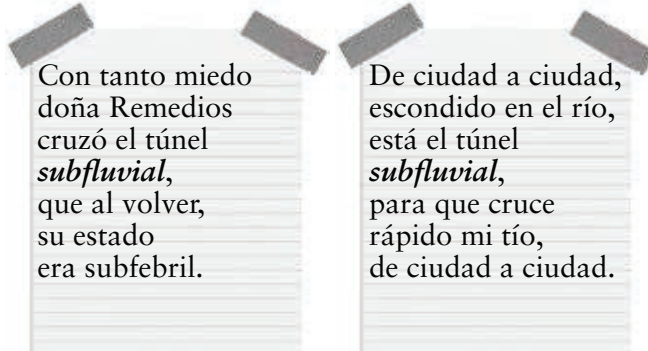 Con tanto miedo
doña Remedios
cruzó el túnel
subfluvial,
que al volver,
su estado
era subfebril.
De ciudad a ciudad,
escondido en el río,
está el túnel
subfluvial,
para que cruce
rápido mi tío,
de ciudad a ciudad.